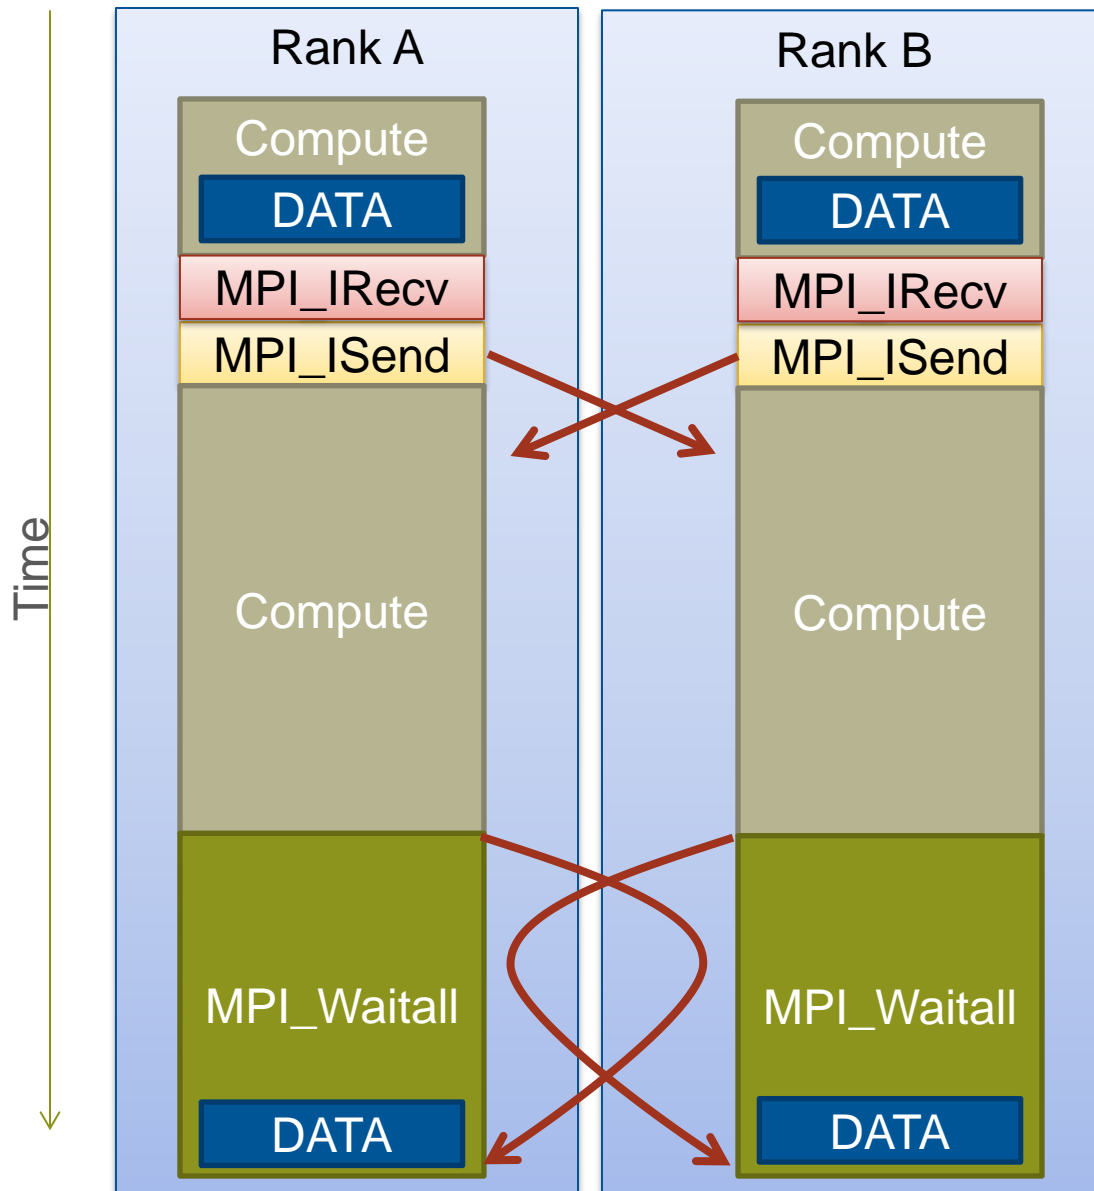 Time
Rank A
Compute
DATA
MPI_IRecv
MPI_ISend
Compute
MPI_Waitall
DATA
Rank B
Compute
DATA
MPI_IRecv
MPI_ISend
Compute
MPI_Waitall
DATA